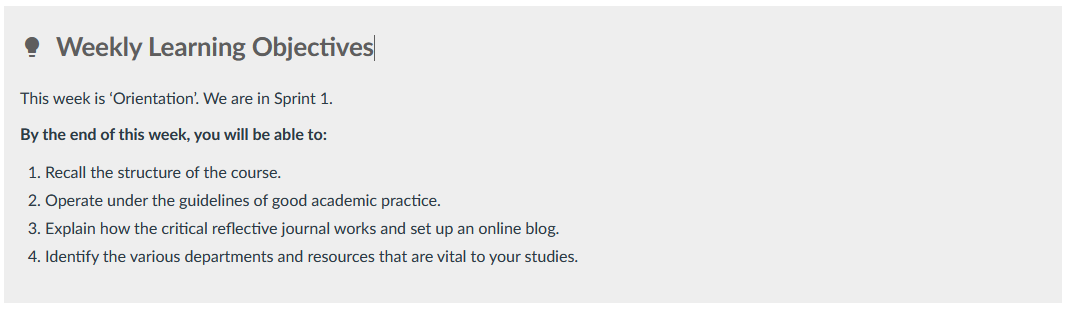 Weekly Learning Objectives
This week is ‘Orientation’. We are in Sprint 1.
By the end of this week, you will be able to:
1. Recall the structure of the course.
2. Operate under the guidelines of good academic practice.
3. Explain how the critical reflective journal works and set up an online blog.
4. Identify the various departments and resources that are vital to your studies.